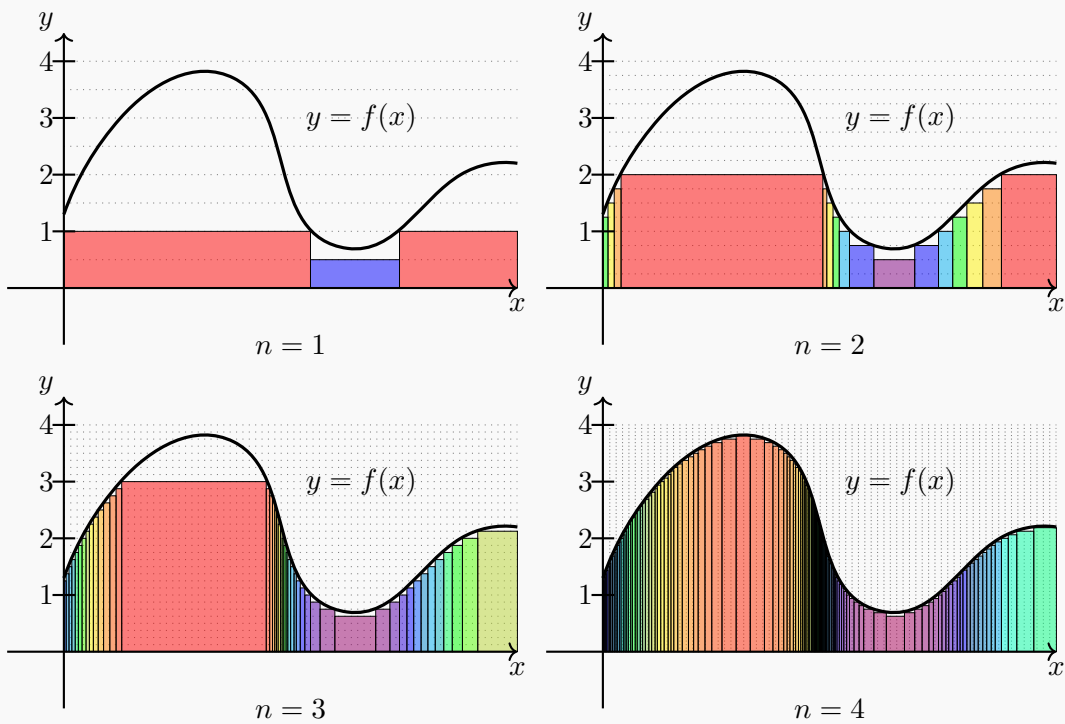 y
4
3
2
1
y = f(x)
x
n = 1
y
4
3
2
1
y = f(x)
x
n = 2
y
4
3
2
1
y = f(x)
x
n = 3
y
4
3
2
1
y = f(x)
x
n = 4